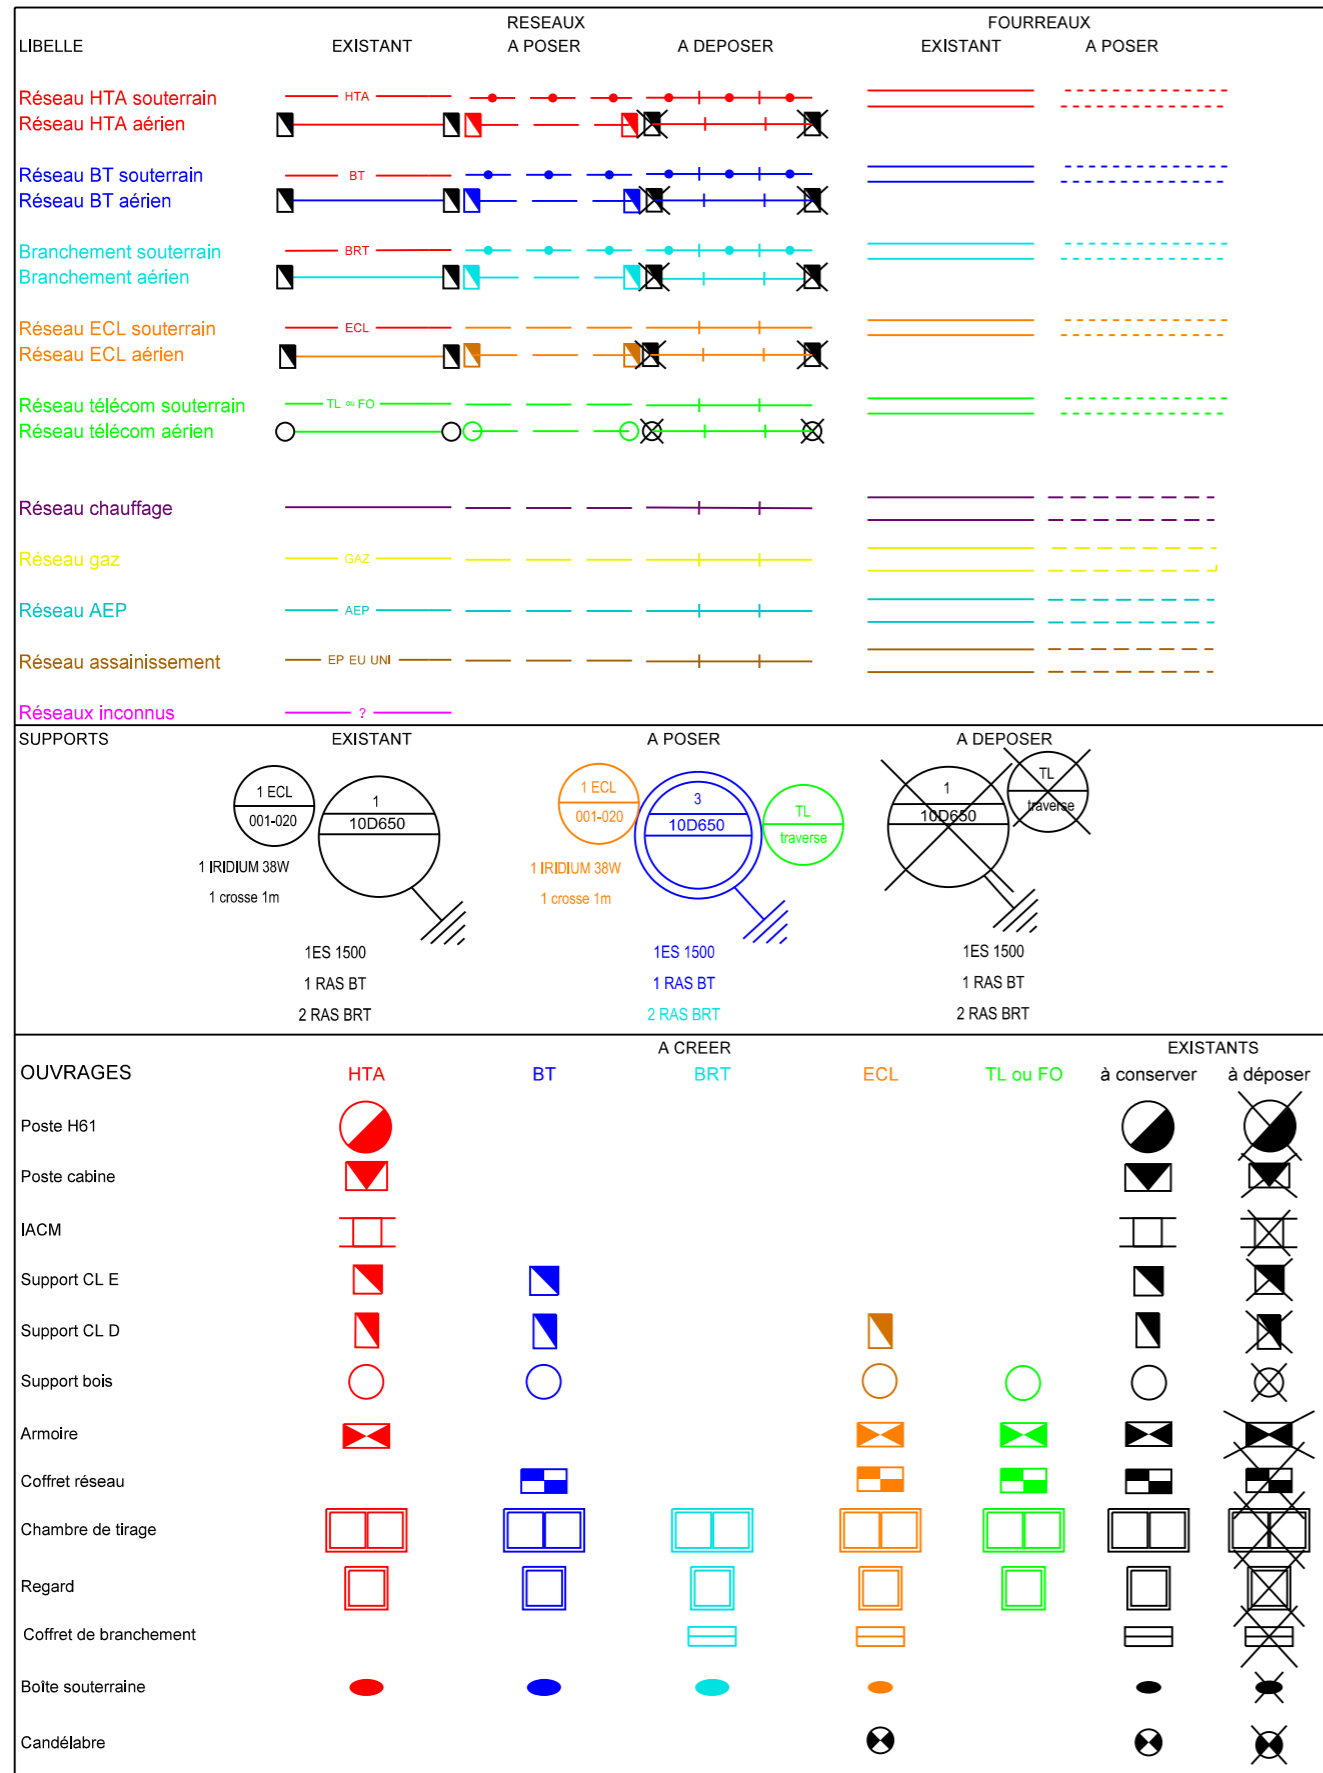 RESEAUX FOURREAUX
LIBELLE EXISTANT A POSER A DEPOSER EXISTANT A POSER
Réseau HTA souterrain HTA
Réseau HTA aérien
Réseau BT souterrain BT
Réseau BT aérien
Branchement souterrain BRT
Branchement aérien
Réseau ECL souterrain ECL
Réseau ECL aérien
Réseau télécom souterrain TL ou FO
Réseau télécom aérien
Réseau chauffage
Réseau gaz GAZ
Réseau AEP AEP
Réseau assainissement EP EU UNI
Réseaux inconnus ?
SUPPORTS EXISTANT A POSER A DEPOSER
1 ECL
001-020
1
10D650
1 IRIDIUM 38W
1 crosse 1m
1ES 1500
1 RAS BT
2 RAS BRT
1 ECL
001-020
3
10D650
TL
traverse
1 IRIDIUM 38W
1 crosse 1m
1ES 1500
1 RAS BT
2 RAS BRT
1
10D650
TL
traverse
1ES 1500
1 RAS BT
2 RAS BRT
A CREER EXISTANTS
OUVRAGES HTA BT BRT ECL TL ou FO à conserver à déposer
Poste H61
Poste cabine
IACM
Support CL E
Support CL D
Support bois
Armoire
Coffret réseau
Chambre de tirage
Regard
Coffret de branchement
Boîte souterraine
Candélabre